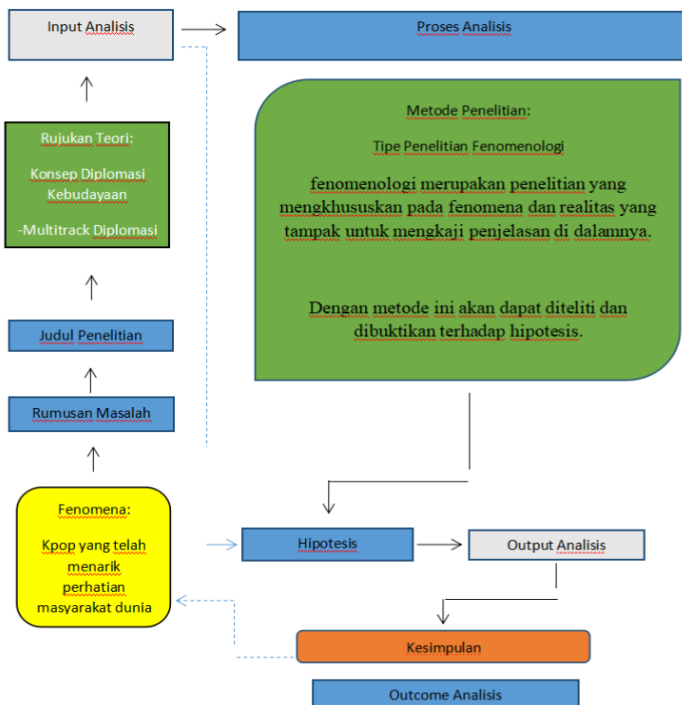 Input Analisis
Proses Analisis
Rujukan Teori:
Konsep Diplomasi
Kebudayaan
-Multitrack Diplomasi
Metode Penelitian:
Tipe Penelitian Fenomenologi
fenomenologi merupakan penelitian yang
mengkhususkan pada fenomena dan realitas yang
tampak untuk mengkaji penjelasan di dalamnya.
Dengan metode ini akan dapat diteliti dan
dibuktikan terhadap hipotesis.
Judul Penelitian
Rumusan Masalah
Fenomena:
Kpop yang telah
menarik
perhatian
masyarakat dunia
Hipotesis
Output Analisis
Kesimpulan
Outcome Analisis